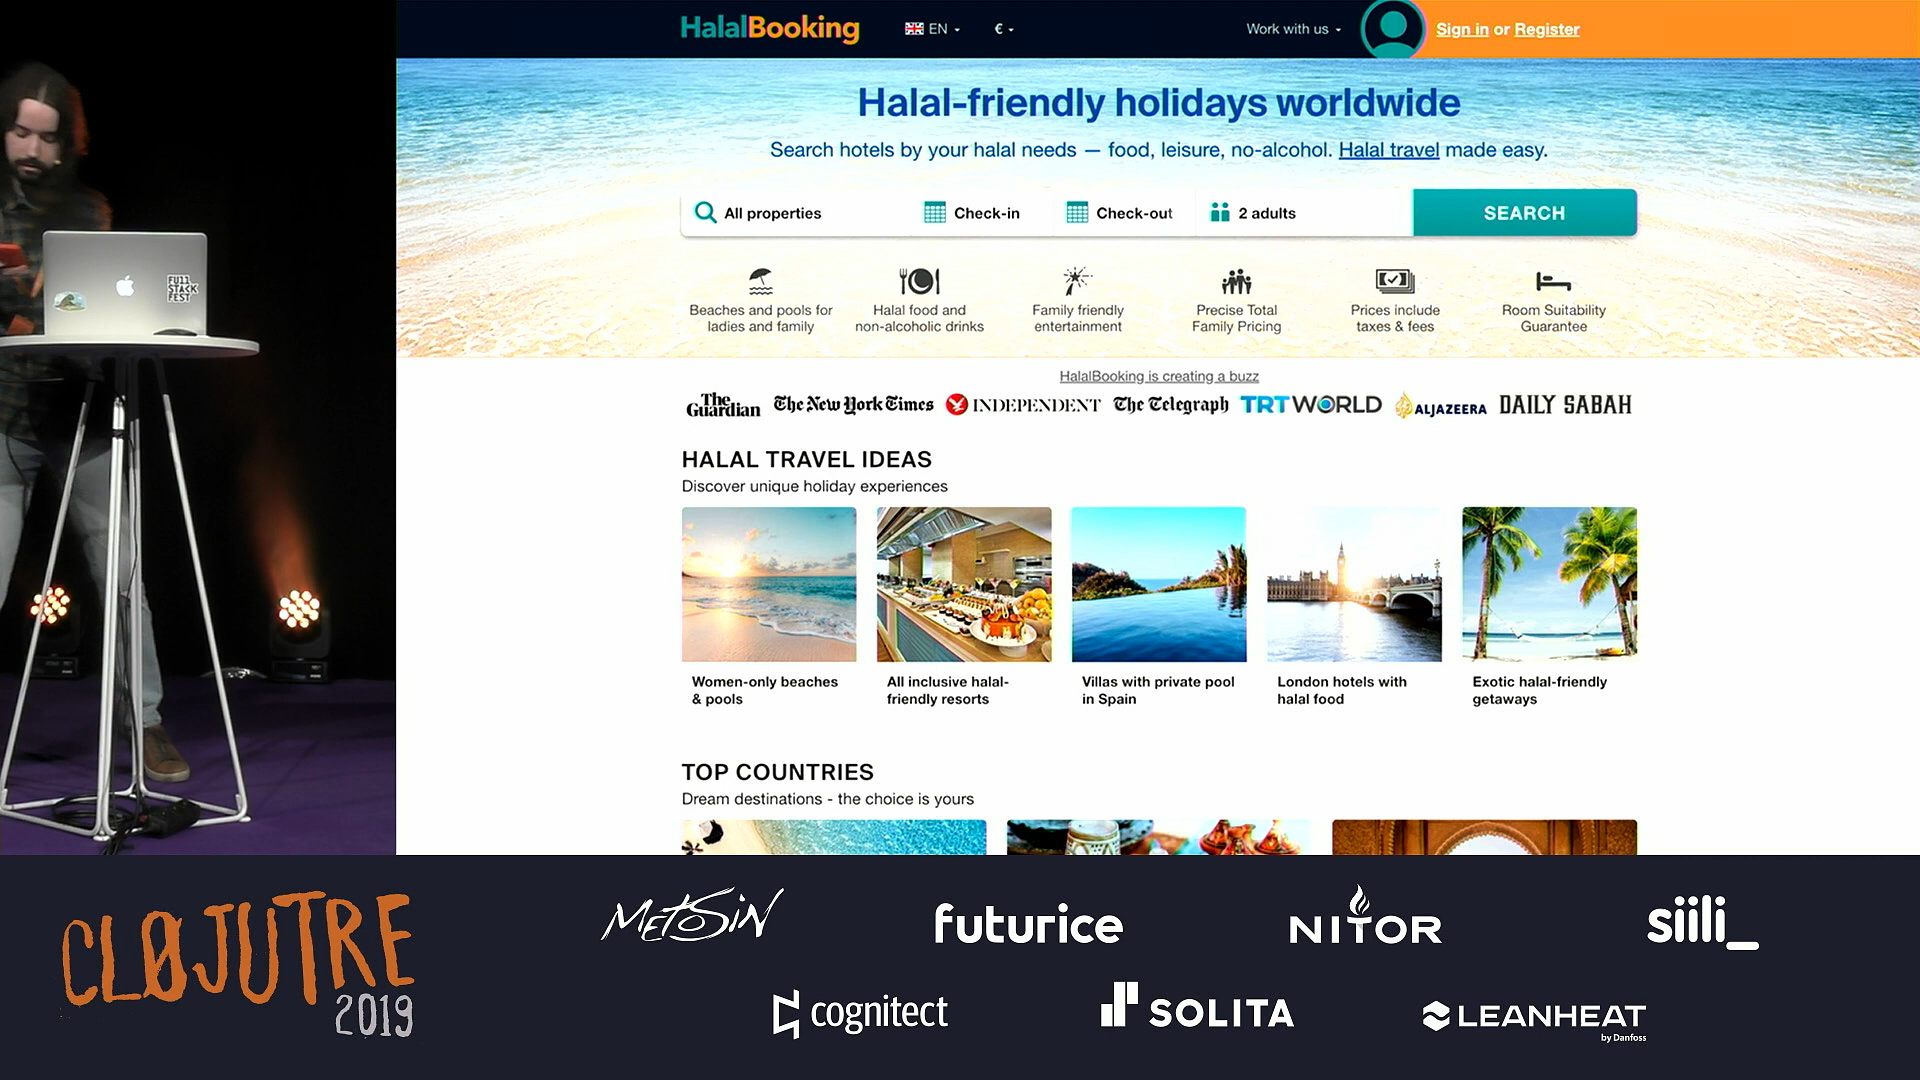 HalalBooking
EN
€
Work with us
Sign in or Register
Halal-friendly holidays worldwide
Search hotels by your halal needs — food, leisure, no-alcohol. Halal travel made easy.
All properties
Check-in
Check-out
2 adults
SEARCH
Beaches and pools for
ladies and family
Halal food and
non-alcoholic drinks
Family friendly
entertainment
Precise Total
Family Pricing
Prices include
taxes & fees
Room Suitability
Guarantee
HalalBooking is creating a buzz
The
Guardian
The New York Times
INDEPENDENT
The Telegraph
TRT WORLD
ALJAZEERA
DAILY SABAH
HALAL TRAVEL IDEAS
Discover unique holiday experiences
Women-only beaches
& pools
All inclusive halal-
friendly resorts
Villas with private pool
in Spain
London hotels with
halal food
Exotic halal-friendly
getaways
TOP COUNTRIES
Dream destinations - the choice is yours
FULL
STACK
FEST
CLØJUTRE
2019
METOSIN
futurice
NITOR
siili_
cognitect
SOLITA
LEANHEAT
by Danfoss